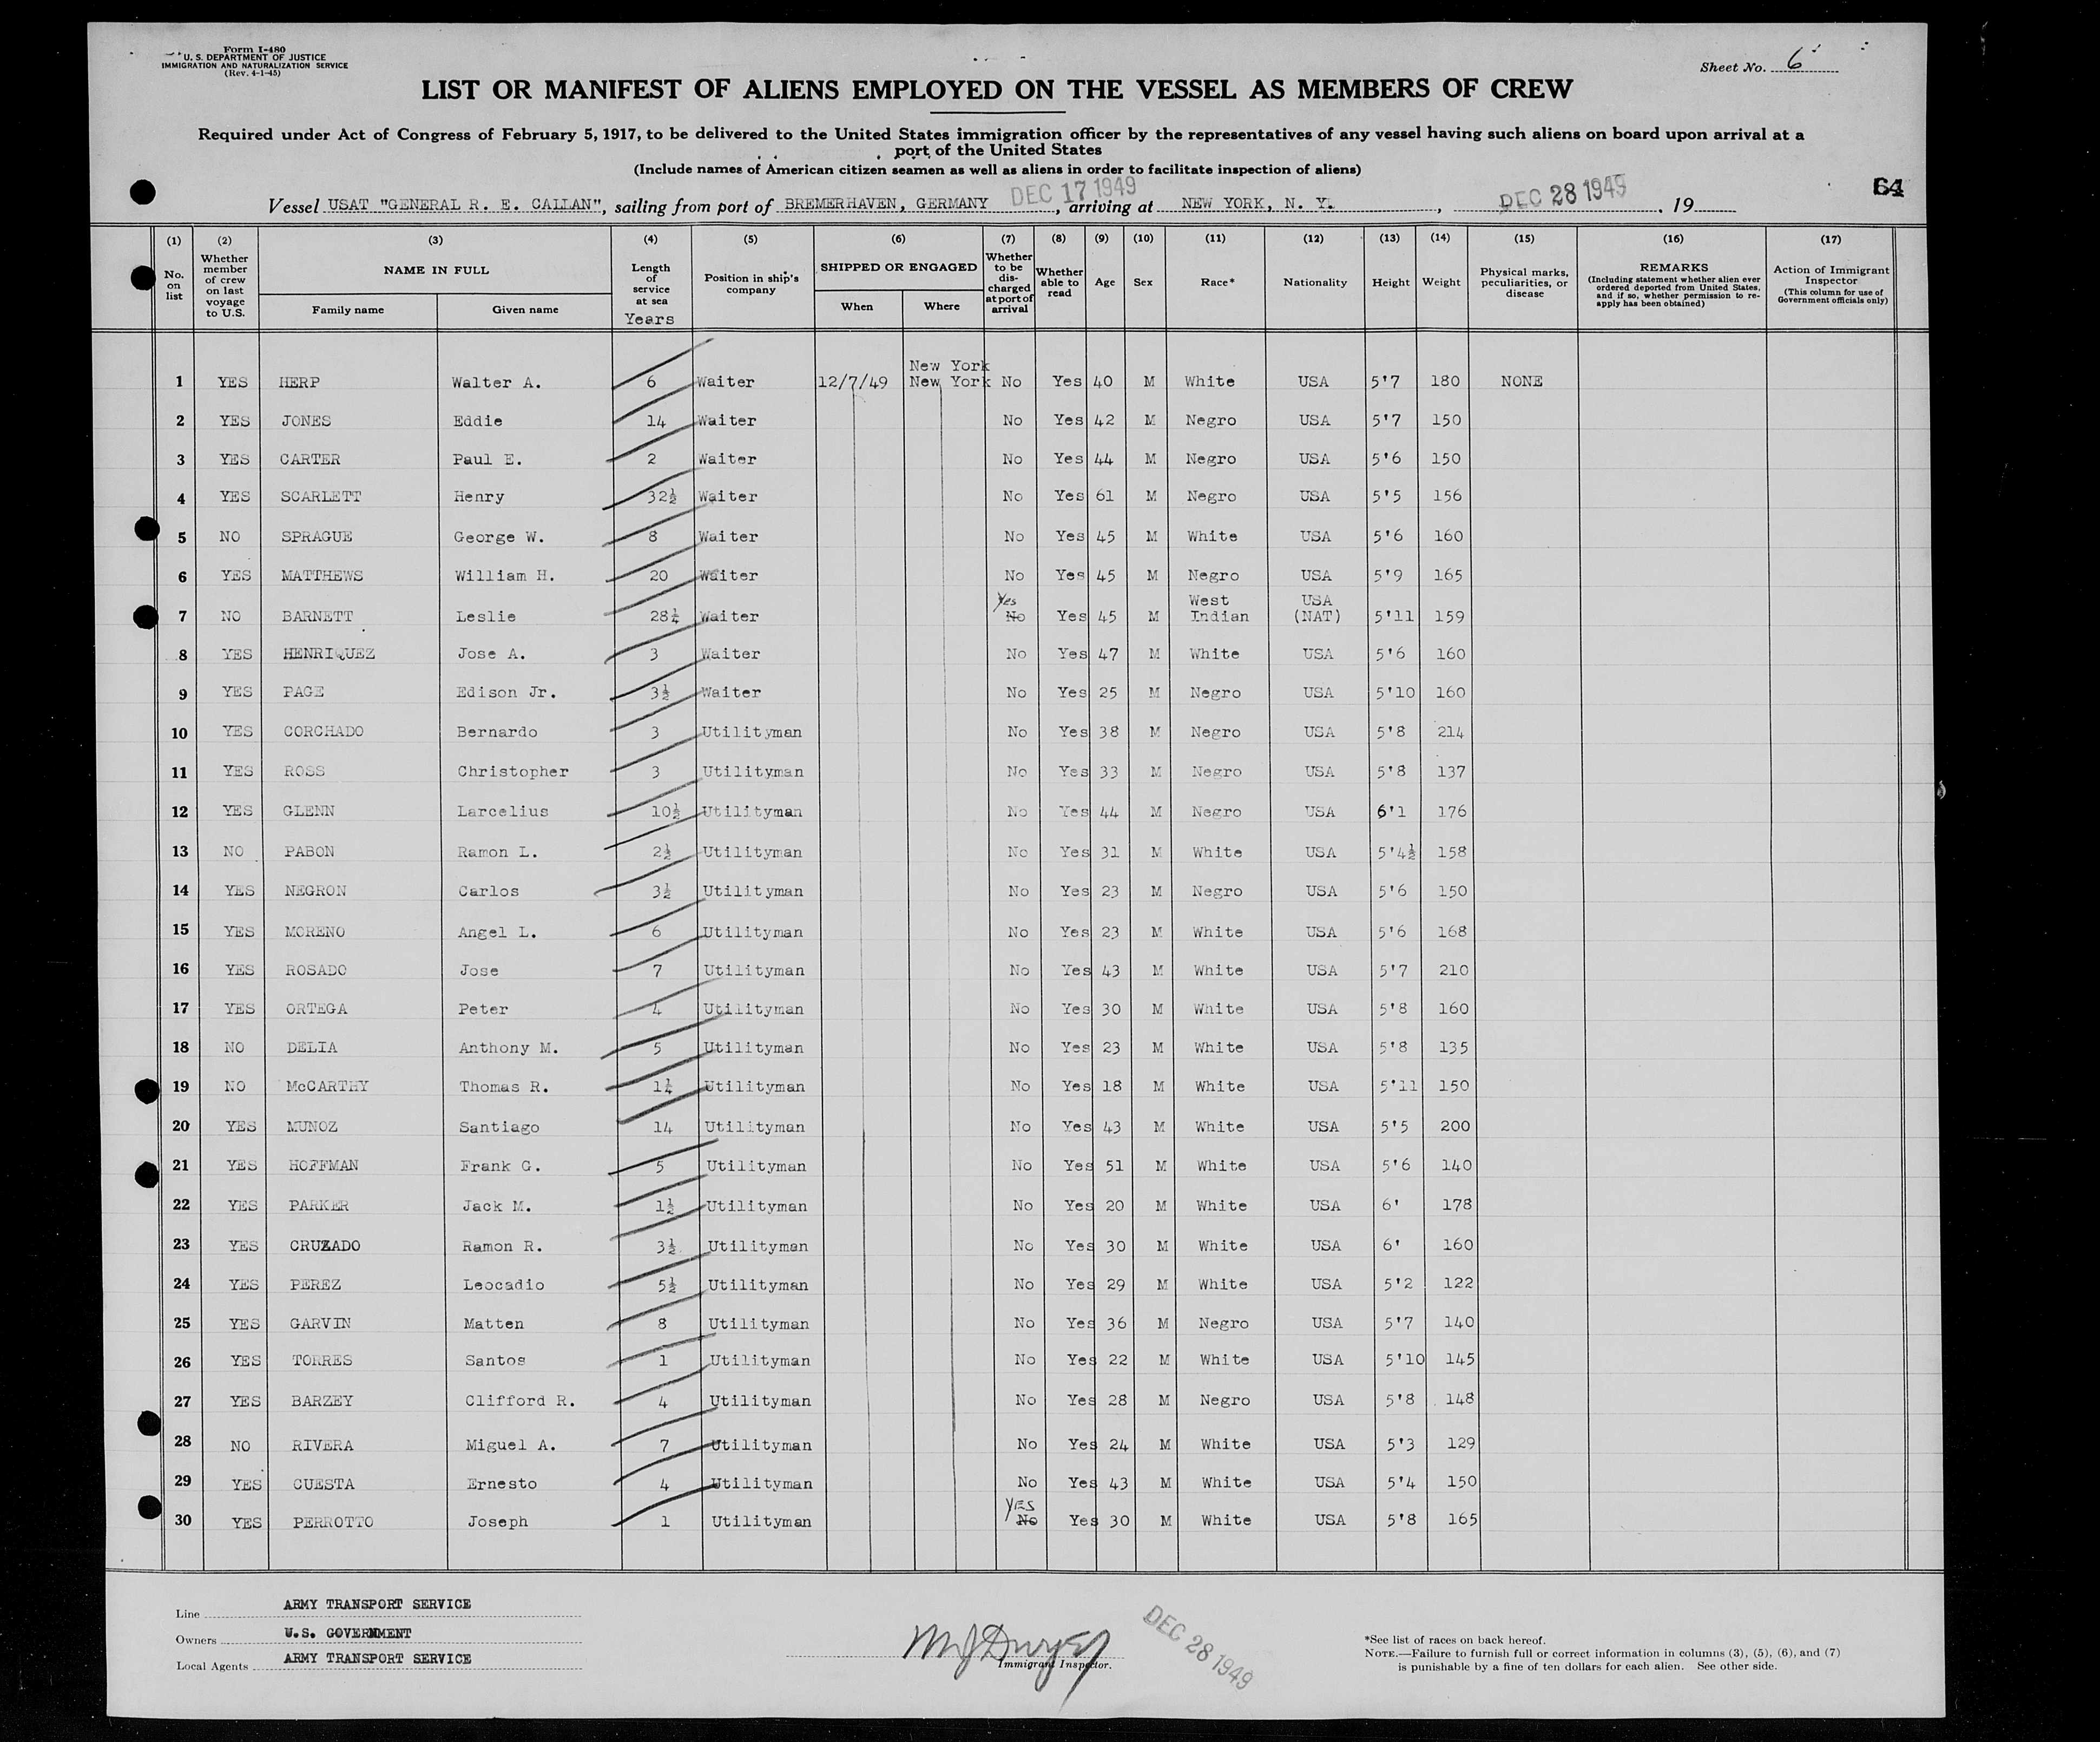 Form I-480
U. S. DEPARTMENT OF JUSTICE
IMMIGRATION AND NATURALIZATION SERVICE
(Rev. 4-1-45)
Sheet No. 6
LIST OR MANIFEST OF ALIENS EMPLOYED ON THE VESSEL AS MEMBERS OF CREW
Required under Act of Congress of February 5, 1917, to be delivered to the United States immigration officer by the representatives of any vessel having such aliens on board upon arrival at a
port of the United States
(Include names of American citizen seamen as well as aliens in order to facilitate inspection of aliens)
64
Vessel USAT "GENERAL R. E. CALLAN", sailing from port of BREMERHAVEN, GERMANY DEC 17 1949, arriving at NEW YORK, N. Y., DEC 28 1949, 19
(1) (2) (3) (4) (5) (6) (7) (8) (9) (10) (11) (12) (13) (14) (15) (16) (17)
No. on list
Whether member of crew on last voyage to U.S.
NAME IN FULL
Family name
Given name
Length of service at sea
Years
Position in ship's company
SHIPPED OR ENGAGED
When
Where
Whether to be discharged at port of arrival
Whether able to read
Age
Sex
Race*
Nationality
Height
Weight
Physical marks, peculiarities, or disease
REMARKS
(Including statement whether alien ever ordered deported from United States, and if so, whether permission to reapply has been obtained)
Action of Immigrant Inspector
(This column for use of Government officials only)
New York
1 YES HERP Walter A. 6 Waiter 12/7/49 New York No Yes 40 M White USA 5'7 180 NONE
2 YES JONES Eddie 14 Waiter No Yes 42 M Negro USA 5'7 150
3 YES CARTER Paul E. 2 Waiter No Yes 44 M Negro USA 5'6 150
4 YES SCARLETT Henry 32½ Waiter No Yes 61 M Negro USA 5'5 156
5 NO SPRAGUE George W. 8 Waiter No Yes 45 M White USA 5'6 160
6 YES MATTHEWS William H. 20 Waiter No Yes 45 M Negro USA 5'9 165
Yes West USA
7 NO BARNETT Leslie 28¼ Waiter No Yes 45 M Indian (NAT) 5'11 159
8 YES HENRIQUEZ Jose A. 3 Waiter No Yes 47 M White USA 5'6 160
9 YES PAGE Edison Jr. 3½ Waiter No Yes 25 M Negro USA 5'10 160
10 YES CORCHADO Bernardo 3 Utilityman No Yes 38 M Negro USA 5'8 214
11 YES ROSS Christopher 3 Utilityman No Yes 33 M Negro USA 5'8 137
12 YES GLENN Larcelius 10½ Utilityman No Yes 44 M Negro USA 6'1 176
13 NO PABON Ramon L. 2½ Utilityman No Yes 31 M White USA 5'4½ 158
14 YES NEGRON Carlos 3½ Utilityman No Yes 23 M Negro USA 5'6 150
15 YES MORENO Angel L. 6 Utilityman No Yes 23 M White USA 5'6 168
16 YES ROSADO Jose 7 Utilityman No Yes 43 M White USA 5'7 210
17 YES ORTEGA Peter 4 Utilityman No Yes 30 M White USA 5'8 160
18 NO DELIA Anthony M. 5 Utilityman No Yes 23 M White USA 5'8 135
19 NO McCARTHY Thomas R. 1¼ Utilityman No Yes 18 M White USA 5'11 150
20 YES MUNOZ Santiago 14 Utilityman No Yes 43 M White USA 5'5 200
21 YES HOFFMAN Frank G. 5 Utilityman No Yes 51 M White USA 5'6 140
22 YES PARKER Jack M. 1½ Utilityman No Yes 20 M White USA 6' 178
23 YES CRUZADO Ramon R. 3½ Utilityman No Yes 30 M White USA 6' 160
24 YES PEREZ Leocadio 5½ Utilityman No Yes 29 M White USA 5'2 122
25 YES GARVIN Matten 8 Utilityman No Yes 36 M Negro USA 5'7 140
26 YES TORRES Santos 1 Utilityman No Yes 22 M White USA 5'10 145
27 YES BARZEY Clifford R. 4 Utilityman No Yes 28 M Negro USA 5'8 148
28 NO RIVERA Miguel A. 7 Utilityman No Yes 24 M White USA 5'3 129
29 YES CUESTA Ernesto 4 Utilityman No Yes 43 M White USA 5'4 150
YES
30 YES PERROTTO Joseph 1 Utilityman No Yes 30 M White USA 5'8 165
Line ARMY TRANSPORT SERVICE
Owners U.S. GOVERNMENT
Local Agents ARMY TRANSPORT SERVICE
M J Dwyer
Immigrant Inspector.
DEC 28 1949
*See list of races on back hereof.
NOTE.—Failure to furnish full or correct information in columns (3), (5), (6), and (7)
is punishable by a fine of ten dollars for each alien. See other side.